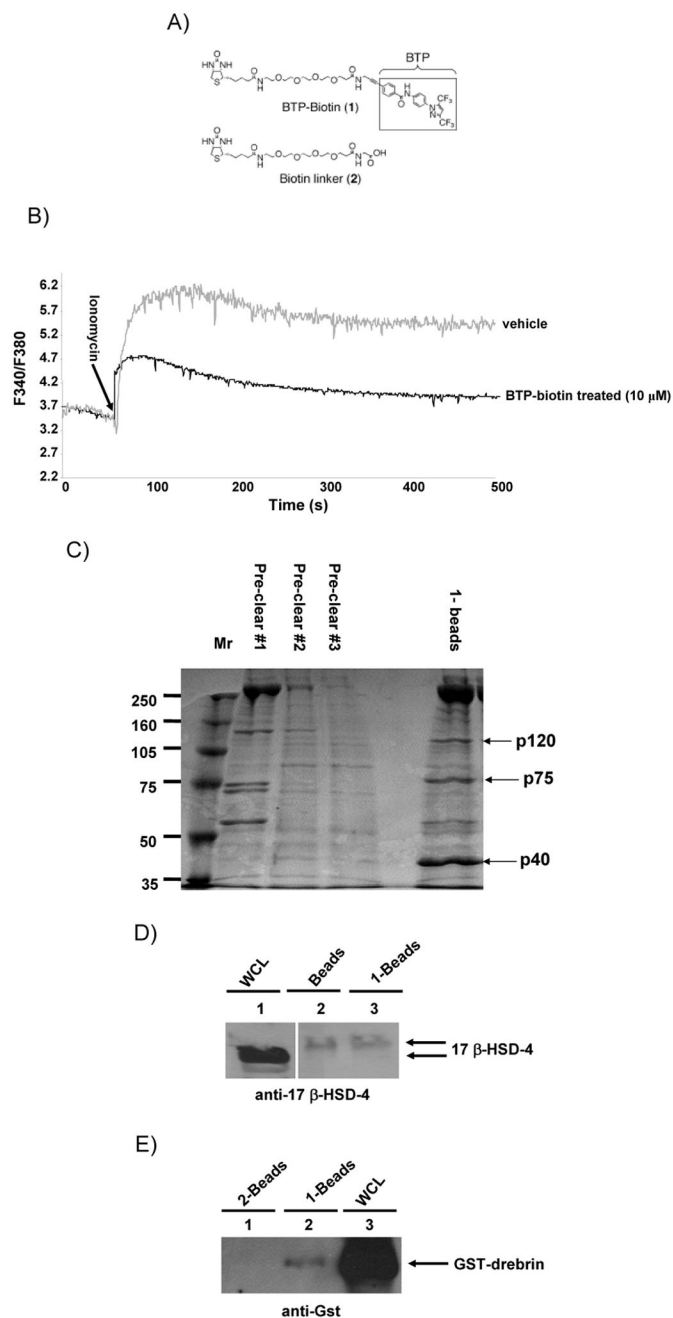 A)
BTP
BTP-Biotin (1)
Biotin linker (2)
B)
F340/F380
6.2
5.7
5.2
4.7
4.2
3.7
3.2
2.7
2.2
Ionomycin
vehicle
BTP-biotin treated (10 μM)
0
100
200
300
400
500
Time (s)
C)
Mr
Pre-clear #1
Pre-clear #2
Pre-clear #3
1- beads
250
160
105
75
50
35
p120
p75
p40
D)
WCL
Beads
1-Beads
1
2
3
17 β-HSD-4
anti-17 β-HSD-4
E)
2-Beads
1-Beads
WCL
1
2
3
GST-drebrin
anti-Gst